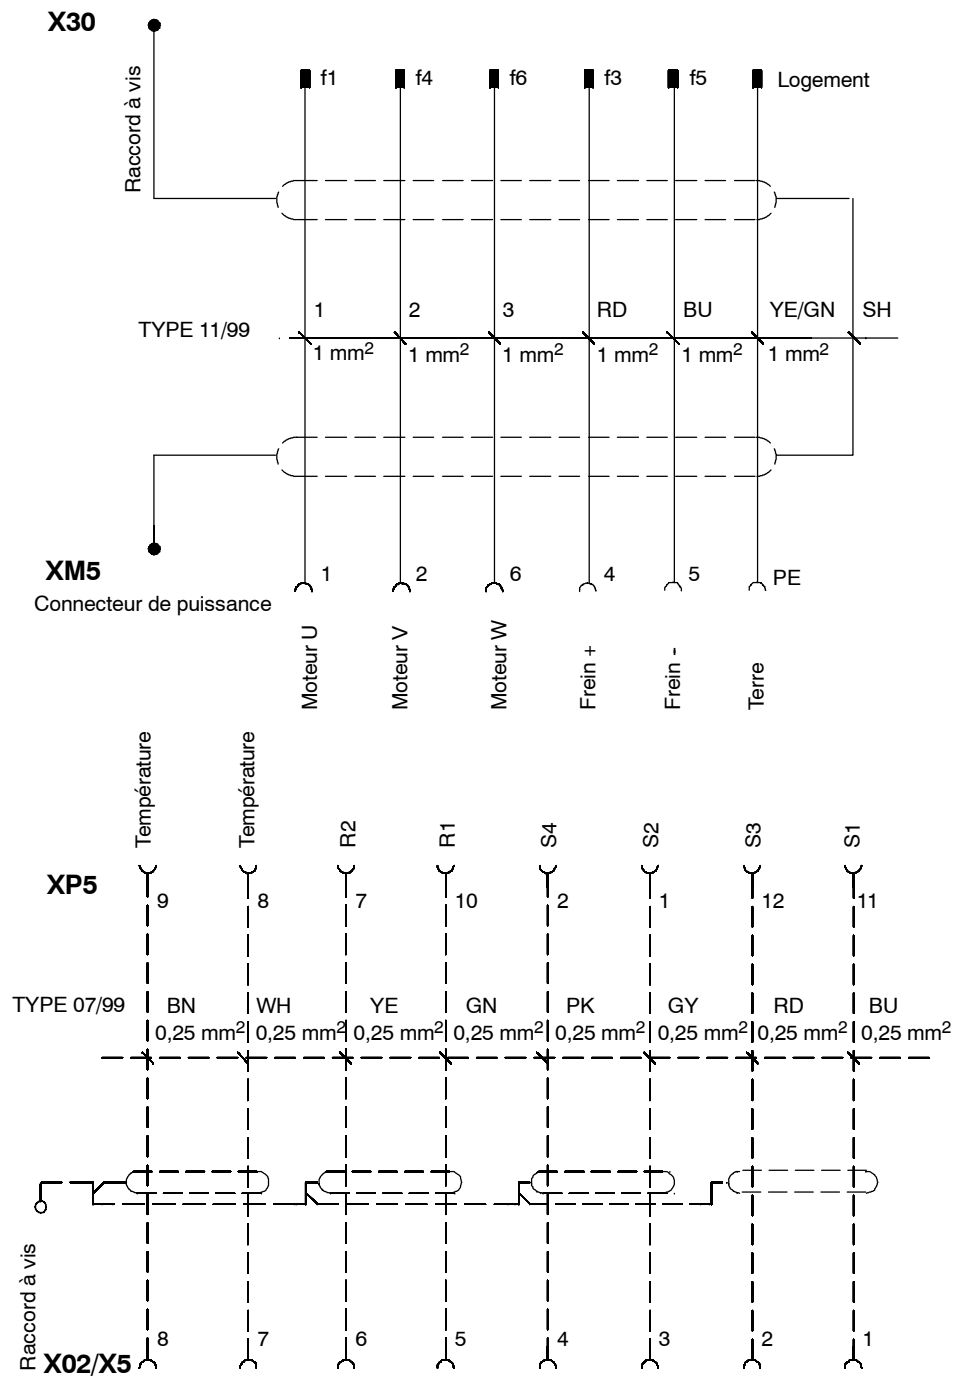 X30
Raccord à vis
f1 f4 f6 f3 f5 Logement
1 2 3 RD BU YE/GN SH
TYPE 11/99
1 mm² 1 mm² 1 mm² 1 mm² 1 mm² 1 mm²
XM5
1 2 6 4 5 PE
Connecteur de puissance
Moteur U
Moteur V
Moteur W
Frein +
Frein -
Terre
Température
Température
R2
R1
S4
S2
S3
S1
XP5
9 8 7 10 2 1 12 11
TYPE 07/99 BN WH YE GN PK GY RD BU
0,25 mm² 0,25 mm² 0,25 mm² 0,25 mm² 0,25 mm² 0,25 mm² 0,25 mm² 0,25 mm²
Raccord à vis
8 7 6 5 4 3 2 1
X02/X5